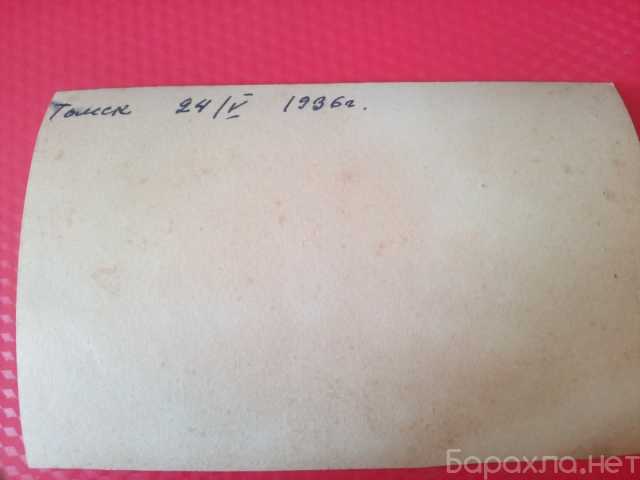 Томск 24/V 1936г.
Барахла.нет